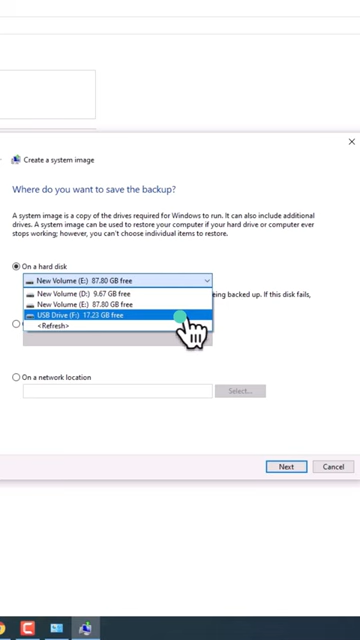 Create a system image
Where do you want to save the backup?
A system image is a copy of the drives required for Windows to run. It can also include additional
drives. A system image can be used to restore your computer if your hard drive or computer ever
stops working; however, you can't choose individual items to restore.
On a hard disk
New Volume (E:) 87.80 GB free
New Volume (D:) 9.67 GB free
eing backed up. If this disk fails,
New Volume (E:) 87.80 GB free
USB Drive (F:) 17.23 GB free
<Refresh>
On a network location
Select...
Next
Cancel